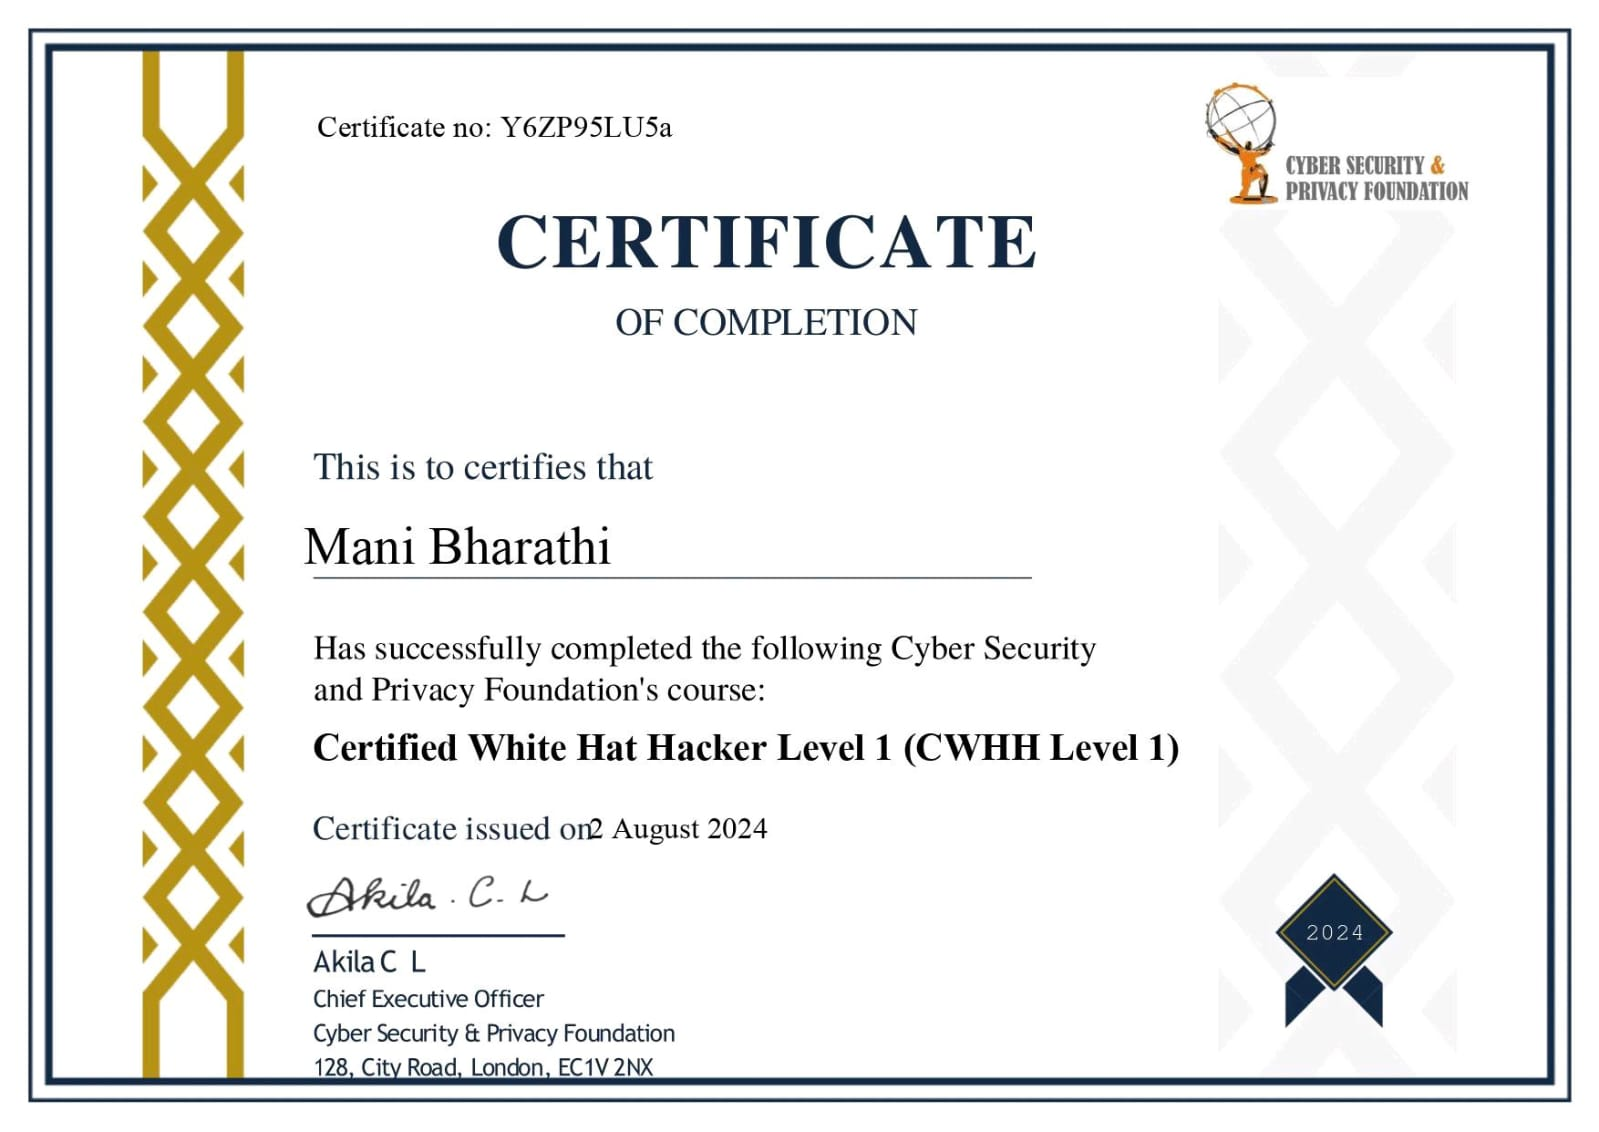 Certificate no: Y6ZP95LU5a
CYBER SECURITY &
PRIVACY FOUNDATION
CERTIFICATE
OF COMPLETION
This is to certifies that
Mani Bharathi
Has successfully completed the following Cyber Security
and Privacy Foundation's course:
Certified White Hat Hacker Level 1 (CWHH Level 1)
Certificate issued on2 August 2024
Akila . C. L
Akila C L
Chief Executive Officer
Cyber Security & Privacy Foundation
128, City Road, London, EC1V 2NX
2024